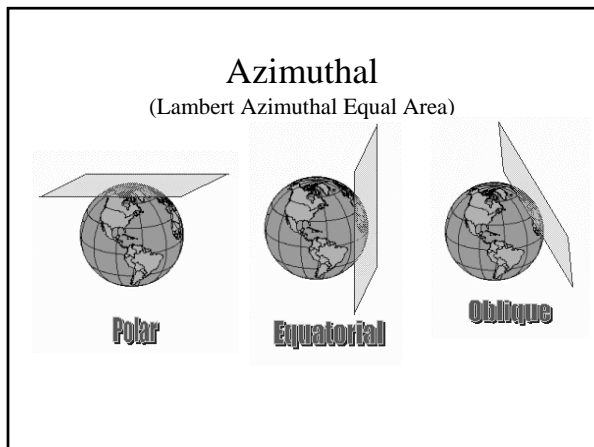 Azimuthal
(Lambert Azimuthal Equal Area)
Polar
Equatorial
Oblique